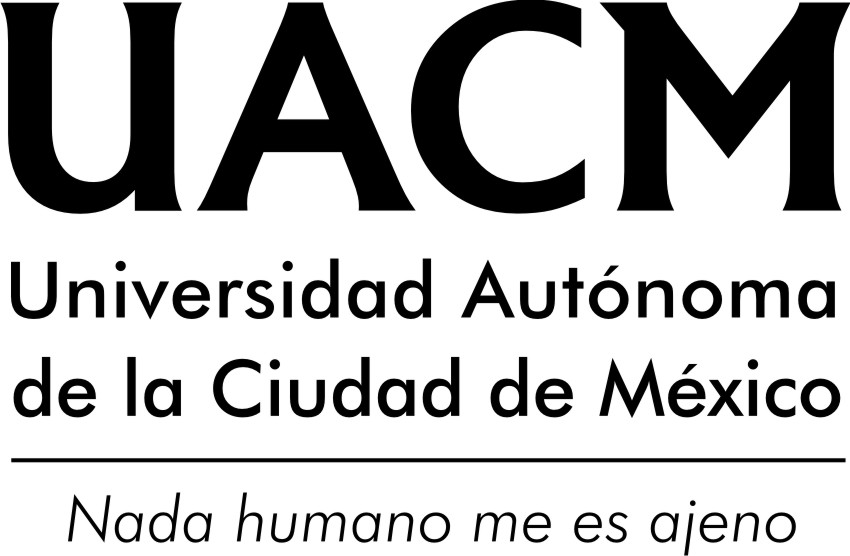 UACM
Universidad Autónoma
de la Ciudad de México
Nada humano me es ajeno